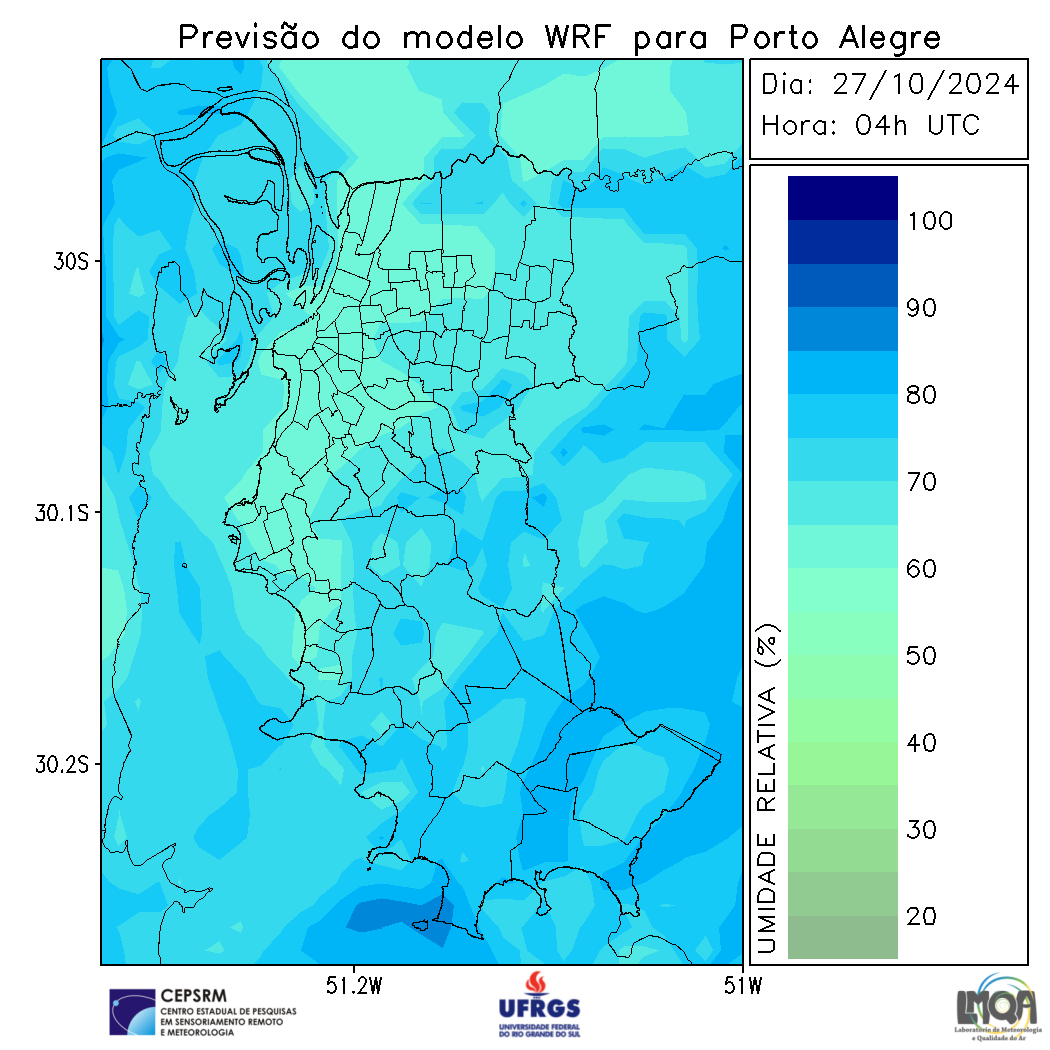 Previsão do modelo WRF para Porto Alegre
Dia: 27/10/2024
Hora: 04h UTC
100
90
80
70
60
50
40
30
20
UMIDADE RELATIVA (%)
30S
30.1S
30.2S
51.2W
51W
CEPSRM
CENTRO ESTADUAL DE PESQUISAS
EM SENSORIAMENTO REMOTO
E METEOROLOGIA
UFRGS
UNIVERSIDADE FEDERAL
DO RIO GRANDE DO SUL
LMQA
Laboratório de Meteorologia
e Qualidade do Ar